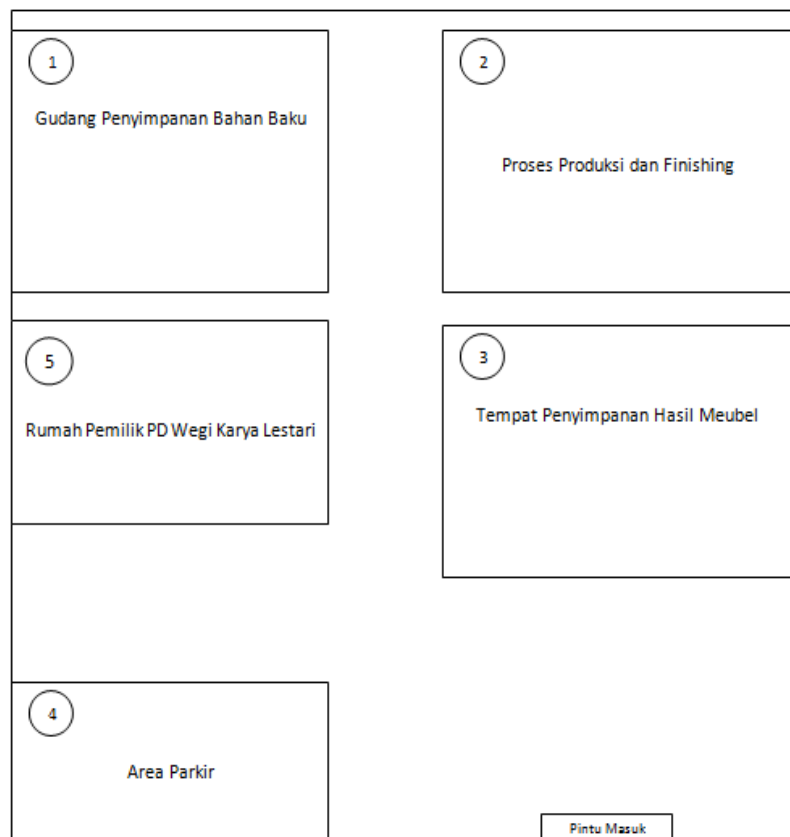 1
Gudang Penyimpanan Bahan Baku
2
Proses Produksi dan Finishing
5
Rumah Pemilik PD Wegi Karya Lestari
3
Tempat Penyimpanan Hasil Meubel
4
Area Parkir
Pintu Masuk